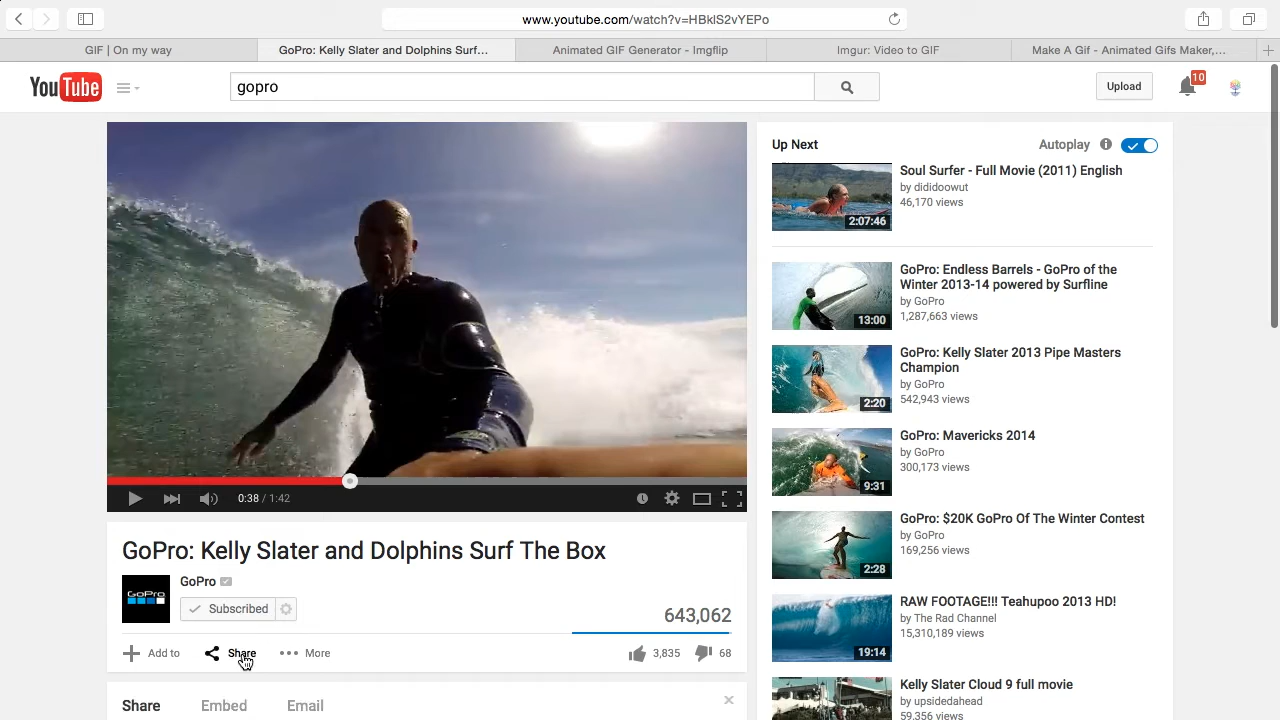 www.youtube.com/watch?v=HBklS2vYEPo
GIF | On my way
GoPro: Kelly Slater and Dolphins Surf...
Animated GIF Generator - Imgflip
Imgur: Video to GIF
Make A Gif - Animated Gifs Maker,...
YouTube
gopro
Upload
10
Up Next
Autoplay
Soul Surfer - Full Movie (2011) English
by dididoowut
46,170 views
2:07:46
GoPro: Endless Barrels - GoPro of the
Winter 2013-14 powered by Surfline
by GoPro
1,287,663 views
13:00
GoPro: Kelly Slater 2013 Pipe Masters
Champion
by GoPro
542,943 views
2:20
GoPro: Mavericks 2014
by GoPro
300,173 views
9:31
GoPro: $20K GoPro Of The Winter Contest
by GoPro
169,256 views
2:28
RAW FOOTAGE!!! Teahupoo 2013 HD!
by The Rad Channel
15,310,189 views
19:14
Kelly Slater Cloud 9 full movie
by upsidedahead
59,356 views
0:38 / 1:42
GoPro: Kelly Slater and Dolphins Surf The Box
GoPro
GoPro
Subscribed
643,062
Add to
Share
More
3,835
68
Share
Embed
Email